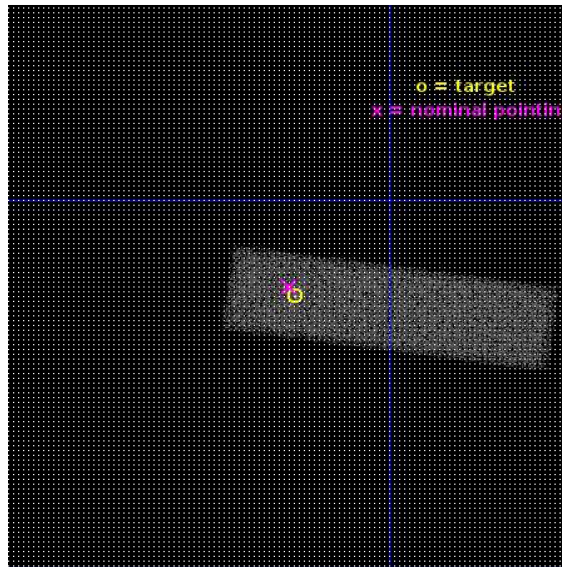 o = target
x = nominal pointin